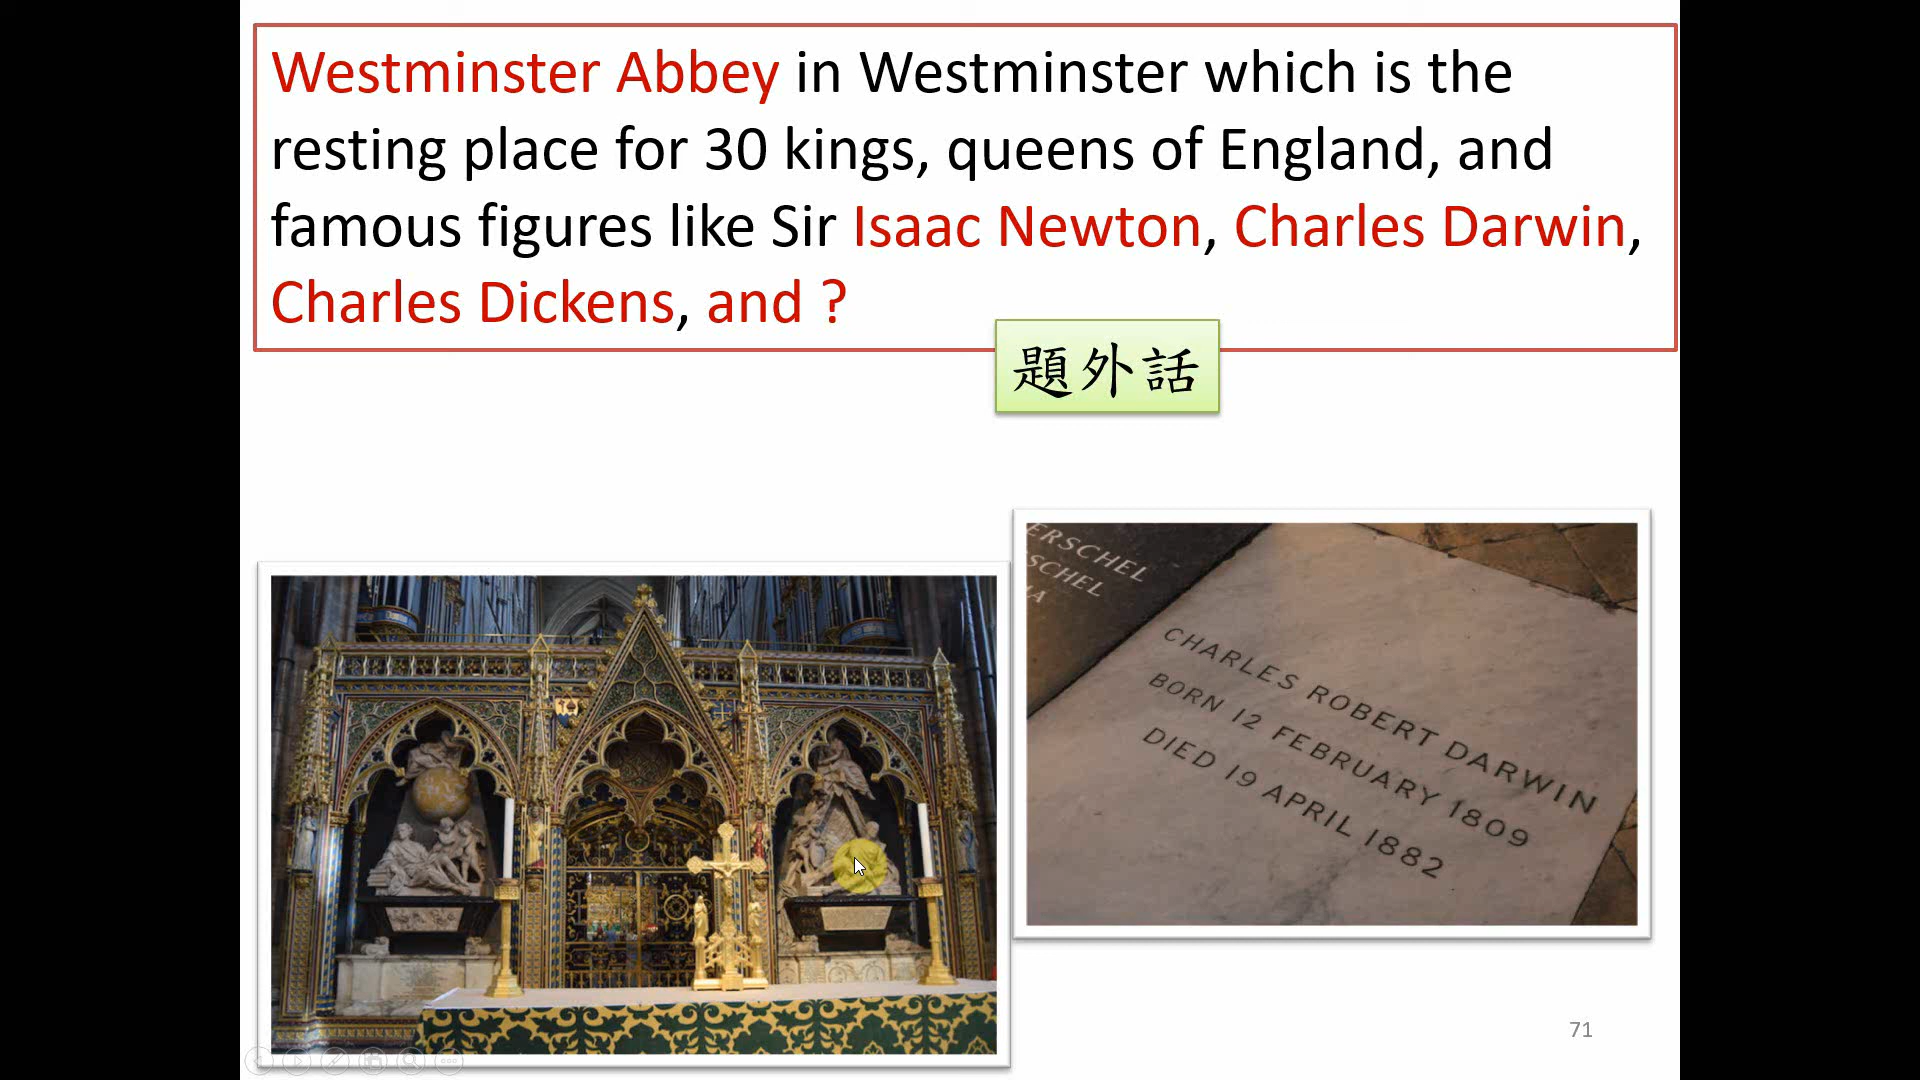 Westminster Abbey in Westminster which is the
resting place for 30 kings, queens of England, and
famous figures like Sir Isaac Newton, Charles Darwin,
Charles Dickens, and ?
題外話
ERSCHEL
SCHEL
IA
CHARLES ROBERT DARWIN
BORN 12 FEBRUARY 1809
DIED 19 APRIL 1882
71